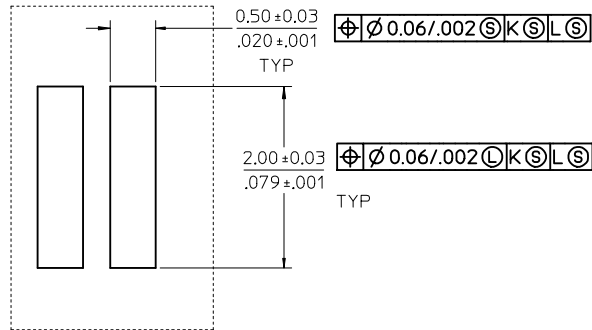 0.50 ±0.03
.020 ±.001
TYP
⌖ Ø 0.06/.002 Ⓢ K Ⓢ L Ⓢ
2.00 ±0.03
.079 ±.001
⌖ Ø 0.06/.002 Ⓛ K Ⓢ L Ⓢ
TYP